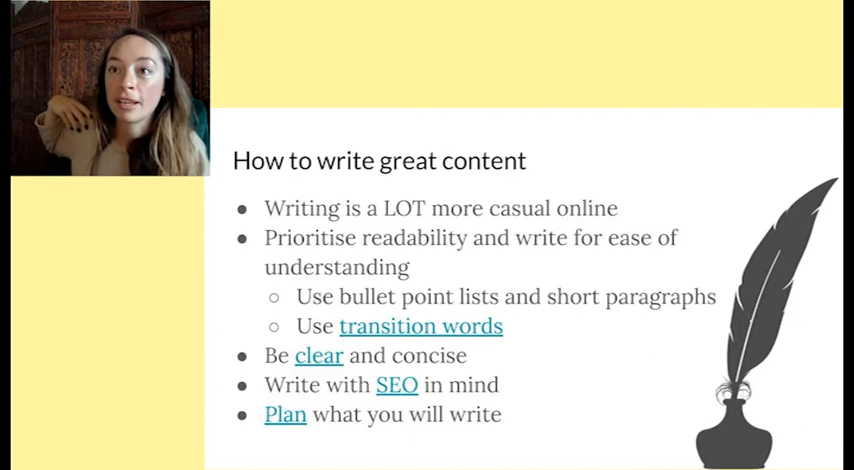 How to write great content
● Writing is a LOT more casual online
● Prioritise readability and write for ease of
understanding
○ Use bullet point lists and short paragraphs
○ Use transition words
● Be clear and concise
● Write with SEO in mind
● Plan what you will write